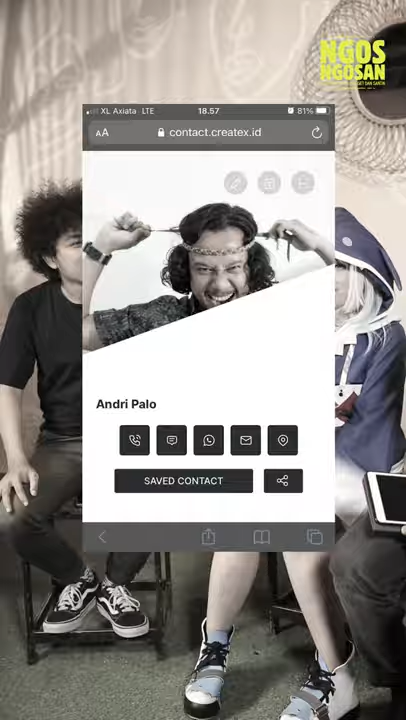 NGOS
NGOSAN
XL Axiata LTE
18.57
81%
AA
contact.createx.id
Andri Palo
SAVED CONTACT